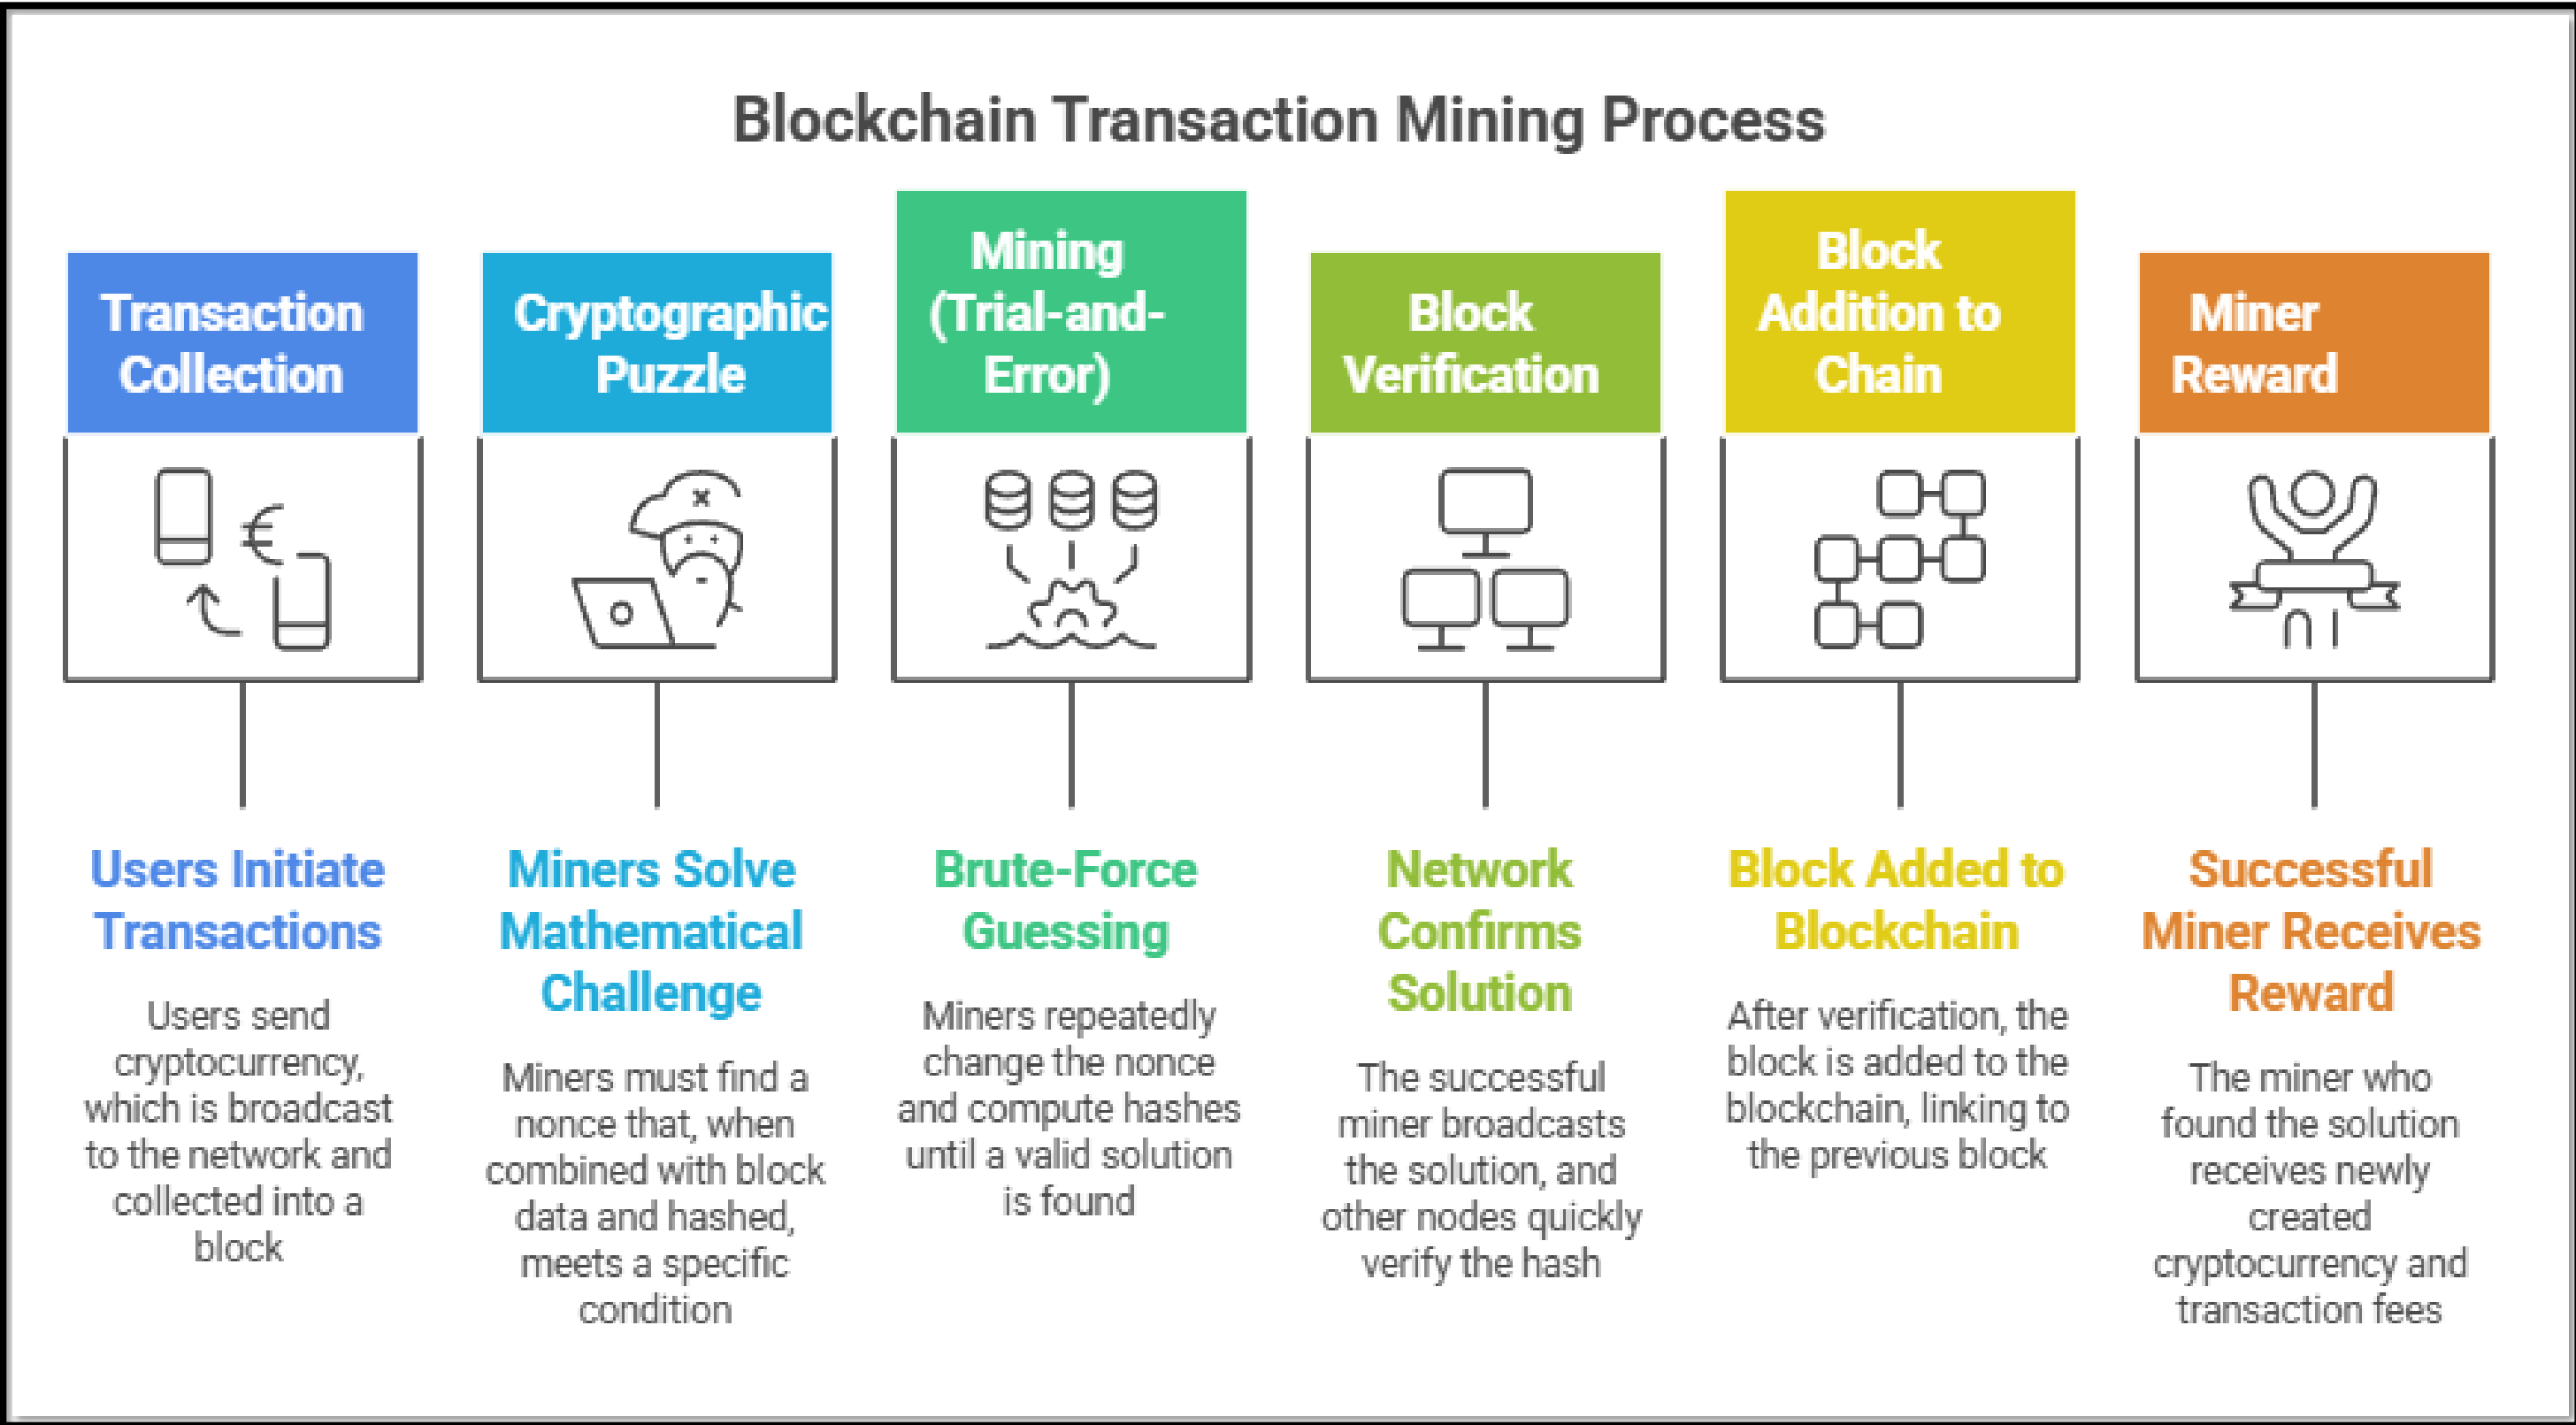 Blockchain Transaction Mining Process
Transaction
Collection
Cryptographic
Puzzle
Mining
(Trial-and-
Error)
Block
Verification
Block
Addition to
Chain
Miner
Reward
Users Initiate
Transactions
Users send
cryptocurrency,
which is broadcast
to the network and
collected into a
block
Miners Solve
Mathematical
Challenge
Miners must find a
nonce that, when
combined with block
data and hashed,
meets a specific
condition
Brute-Force
Guessing
Miners repeatedly
change the nonce
and compute hashes
until a valid solution
is found
Network
Confirms
Solution
The successful
miner broadcasts
the solution, and
other nodes quickly
verify the hash
Block Added to
Blockchain
After verification, the
block is added to the
blockchain, linking to
the previous block
Successful
Miner Receives
Reward
The miner who
found the solution
receives newly
created
cryptocurrency and
transaction fees